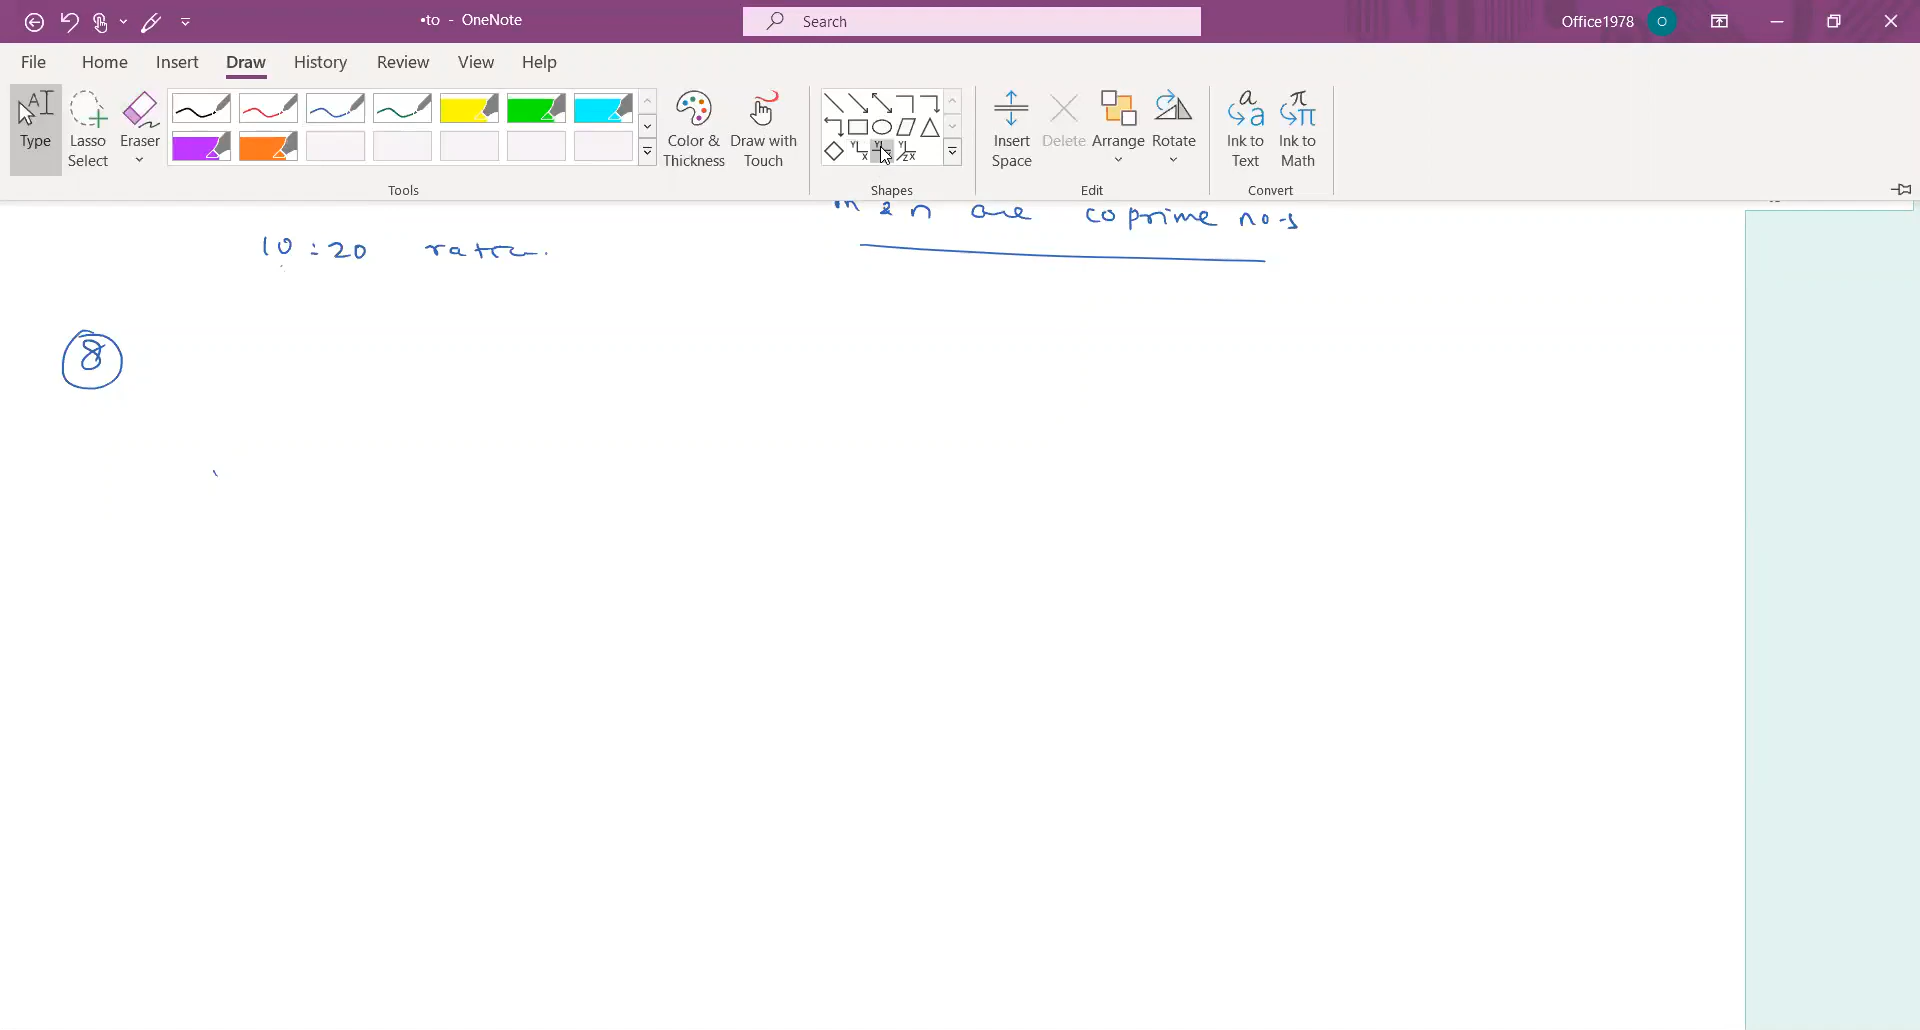 •to - OneNote
Search
Office1978
O
File Home Insert Draw History Review View Help
Type
Lasso Select
Eraser
Color & Thickness
Draw with Touch
Insert Space
Delete
Arrange
Rotate
Ink to Text
Ink to Math
Tools
Shapes
Edit
Convert
m & n are coprime no-s
10 : 20
8